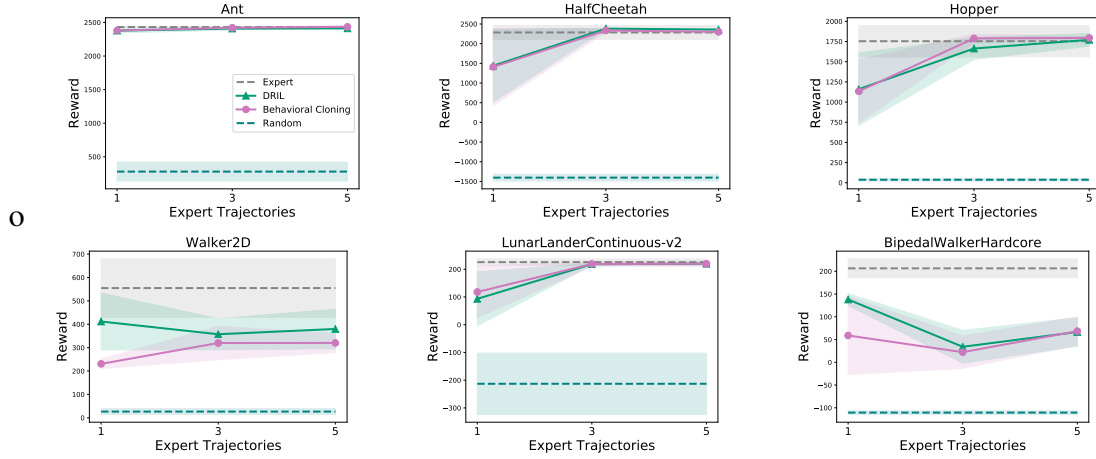 Ant
Reward
2500
2000
1500
1000
500
Expert
DRIL
Behavioral Cloning
Random
1
3
5
Expert Trajectories
HalfCheetah
Reward
2500
2000
1500
1000
500
0
−500
−1000
−1500
1
3
5
Expert Trajectories
Hopper
Reward
2000
1750
1500
1250
1000
750
500
250
0
1
3
5
Expert Trajectories
o
Walker2D
Reward
700
600
500
400
300
200
100
0
1
3
5
Expert Trajectories
LunarLanderContinuous-v2
Reward
200
100
0
−100
−200
−300
1
3
5
Expert Trajectories
BipedalWalkerHardcore
Reward
200
150
100
50
0
−50
−100
1
3
5
Expert Trajectories